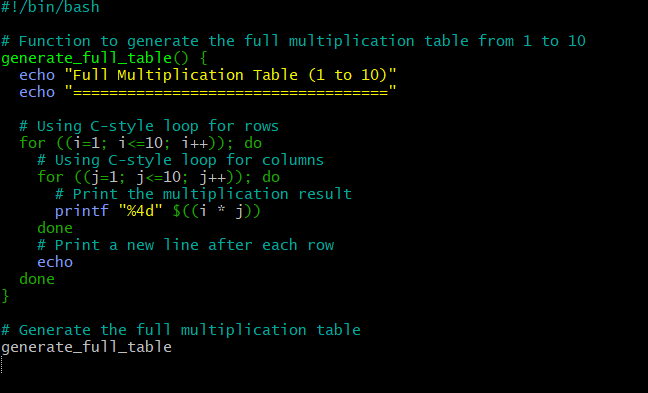 #!/bin/bash

# Function to generate the full multiplication table from 1 to 10
generate_full_table() {
  echo "Full Multiplication Table (1 to 10)"
  echo "==================================="

  # Using C-style loop for rows
  for ((i=1; i<=10; i++)); do
    # Using C-style loop for columns
    for ((j=1; j<=10; j++)); do
      # Print the multiplication result
      printf "%4d" $((i * j))
    done
    # Print a new line after each row
    echo
  done
}

# Generate the full multiplication table
generate_full_table